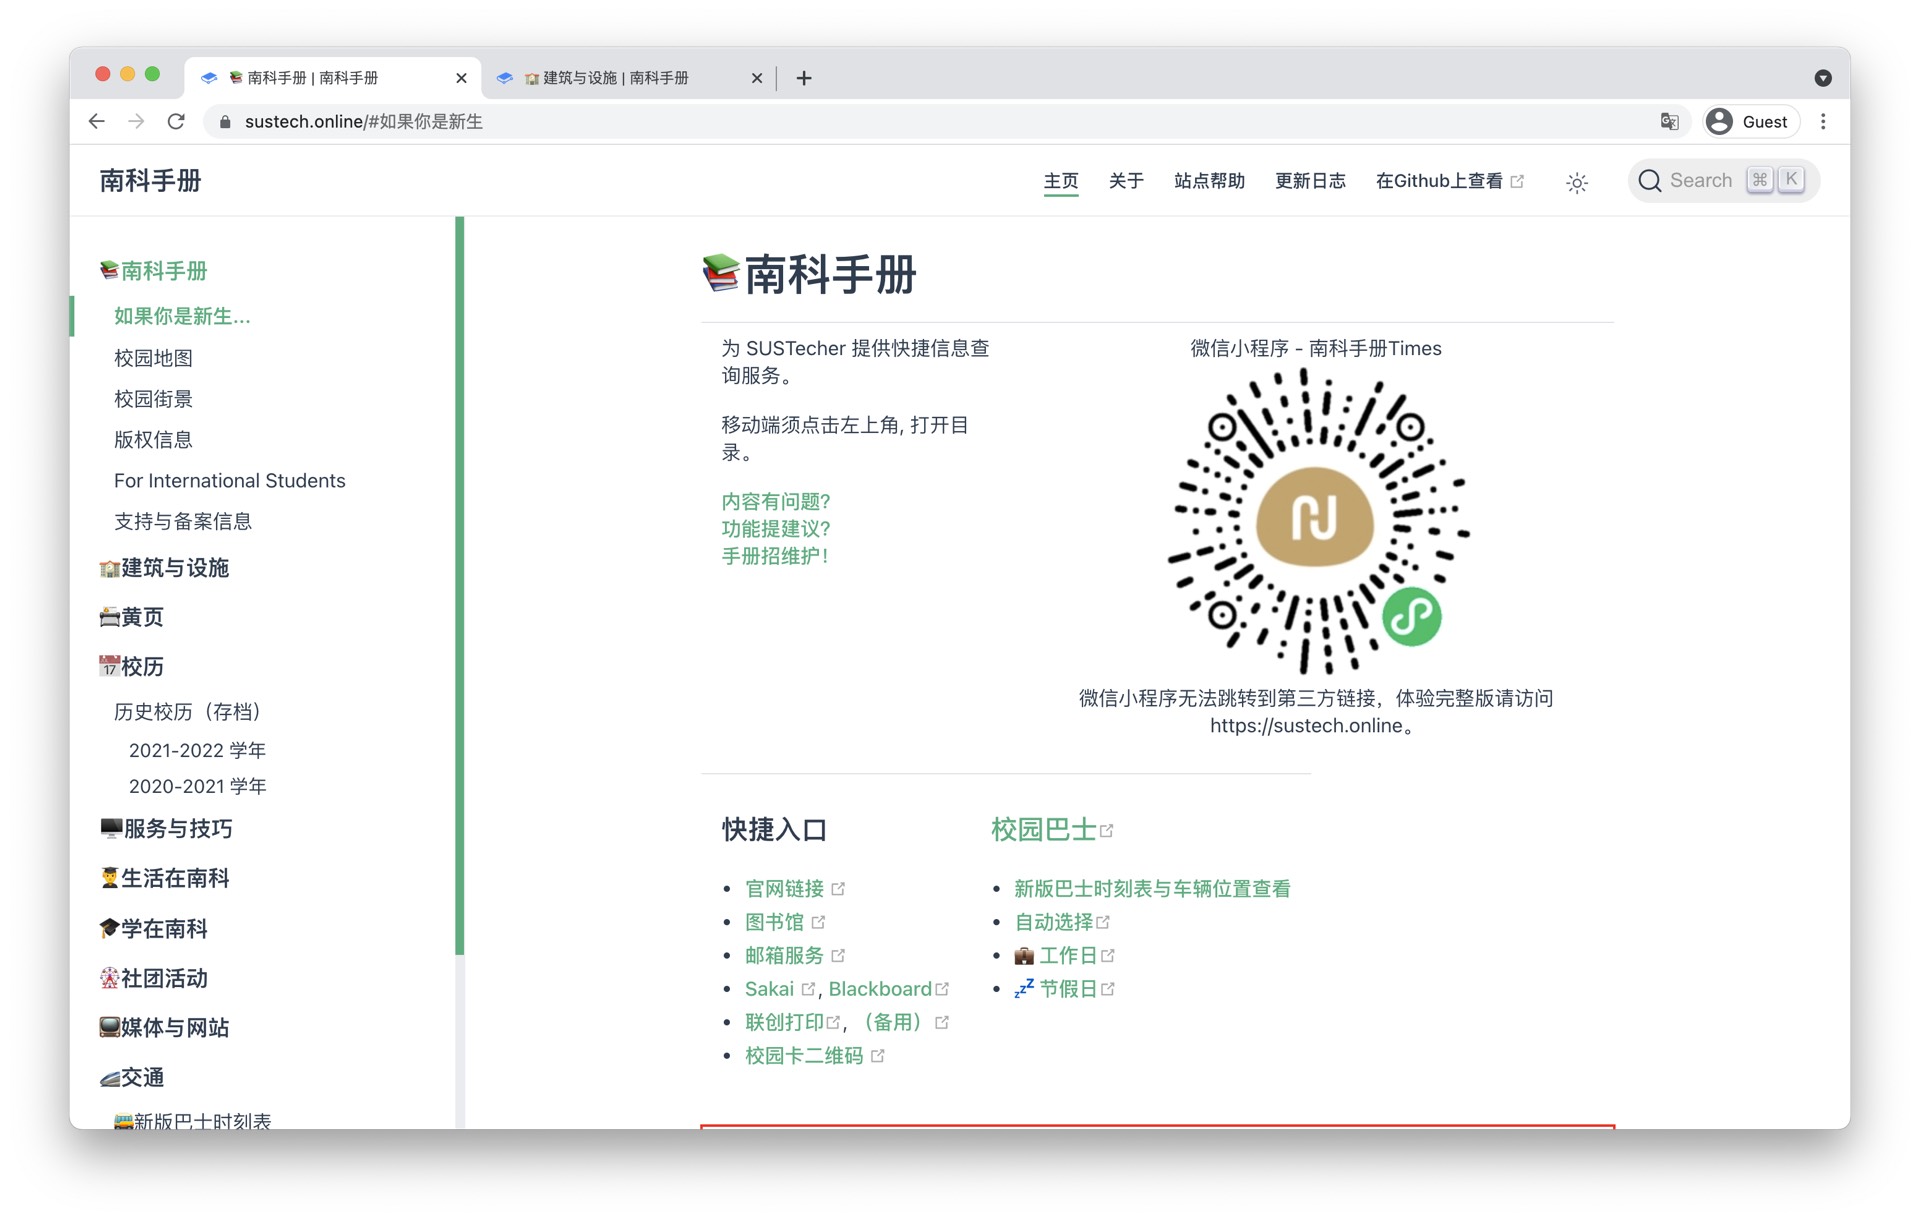 南科手册 | 南科手册
建筑与设施 | 南科手册
sustech.online/#如果你是新生
Guest
南科手册
主页
关于
站点帮助
更新日志
在Github上查看
Search ⌘ K
南科手册
如果你是新生...
校园地图
校园街景
版权信息
For International Students
支持与备案信息
建筑与设施
黄页
校历
历史校历（存档）
2021-2022 学年
2020-2021 学年
服务与技巧
生活在南科
学在南科
社团活动
媒体与网站
交通
新版巴士时刻表
南科手册
为 SUSTecher 提供快捷信息查
询服务。
移动端须点击左上角, 打开目
录。
内容有问题?
功能提建议?
手册招维护!
微信小程序 - 南科手册Times
微信小程序无法跳转到第三方链接，体验完整版请访问
https://sustech.online。
快捷入口
官网链接
图书馆
邮箱服务
Sakai , Blackboard
联创打印，（备用）
校园卡二维码
校园巴士
新版巴士时刻表与车辆位置查看
自动选择
工作日
节假日